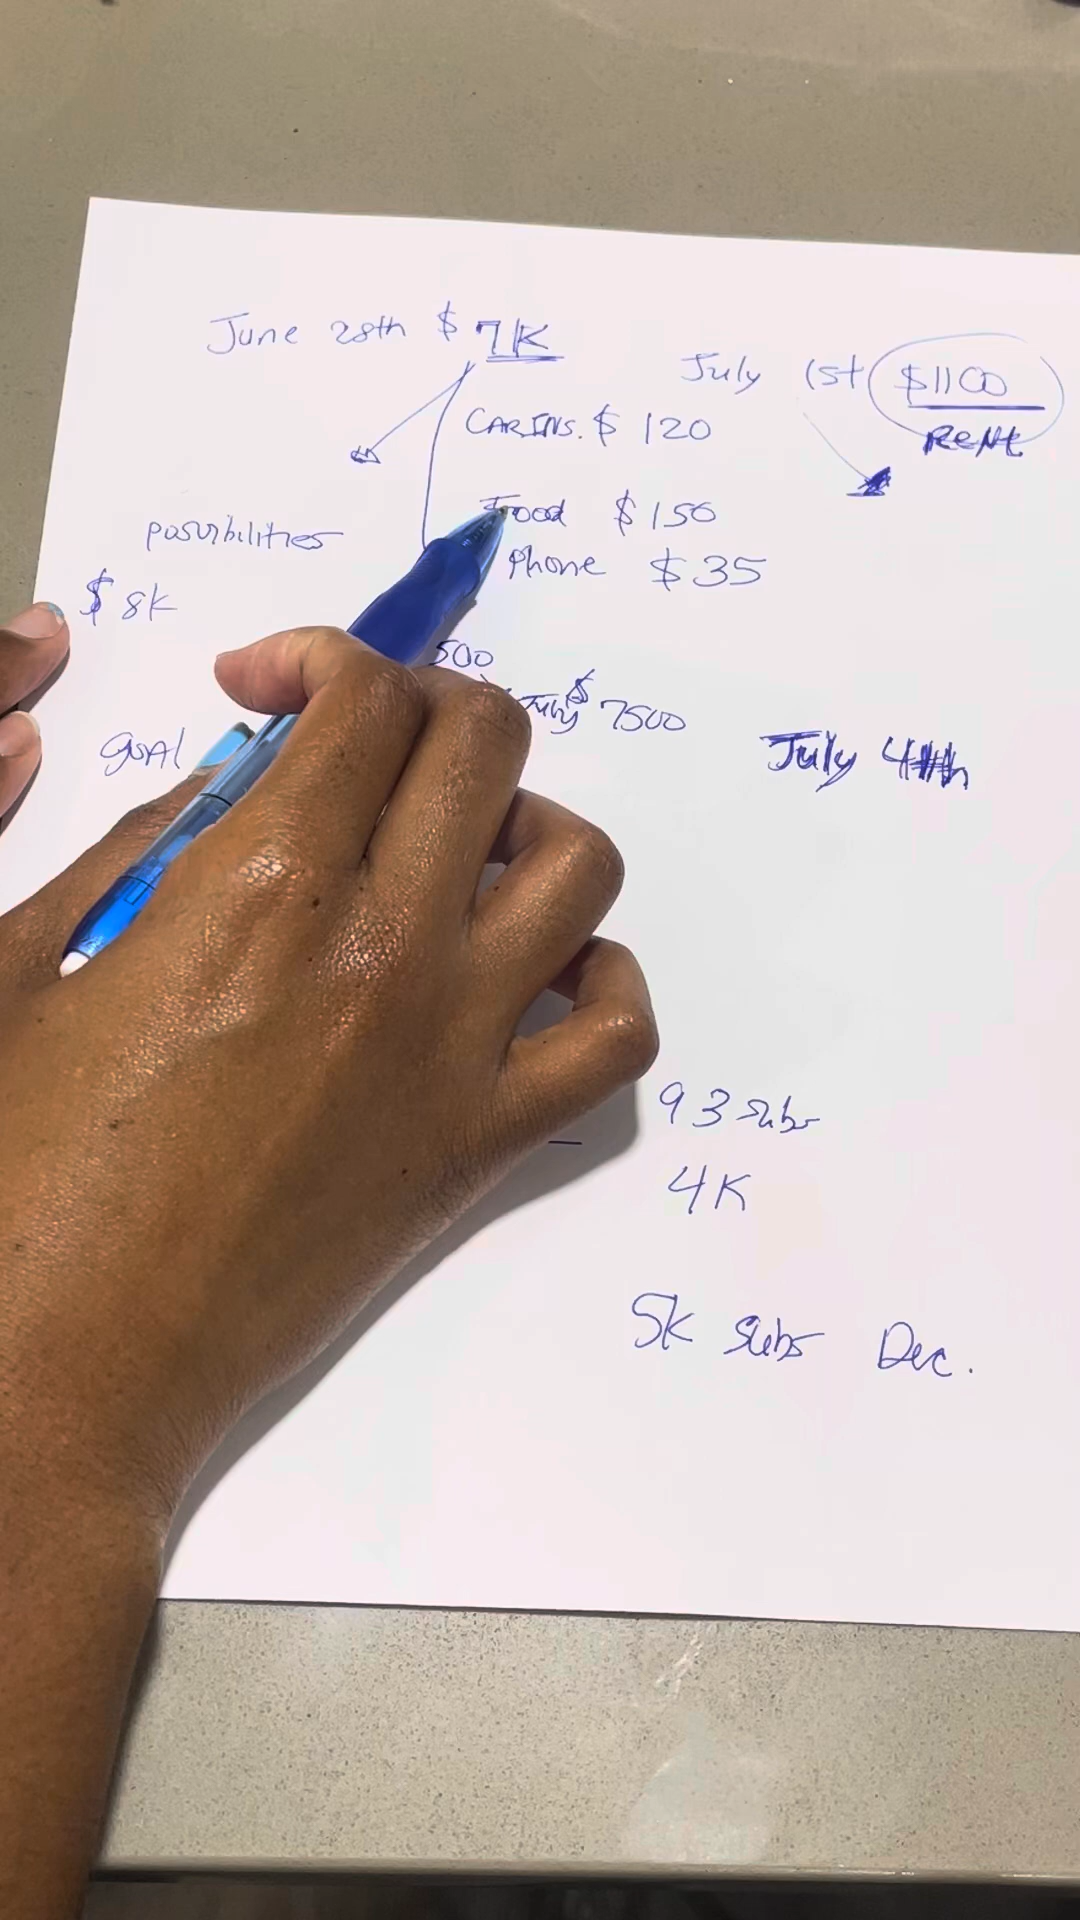 June 28th $ 7K
July 1st $1100
Rent
CAR INS. $ 120
Food $ 150
Phone $ 35
possibilities
$ 8K
500
July $ 7500
GOAL
July 4th
93 subs
4K
5K subs Dec.